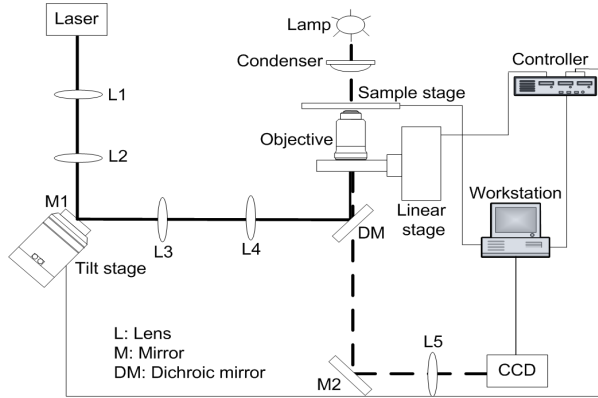 Laser
Lamp
Condenser
Controller
L1
Sample stage
Objective
L2
M1
Workstation
Linear
stage
L3
L4
DM
Tilt stage
L: Lens
M: Mirror
DM: Dichroic mirror
L5
M2
CCD